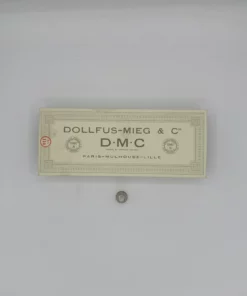 DOLLFUS-MIEG & Cie
D·M·C
PARIS-MULHOUSE-LILLE